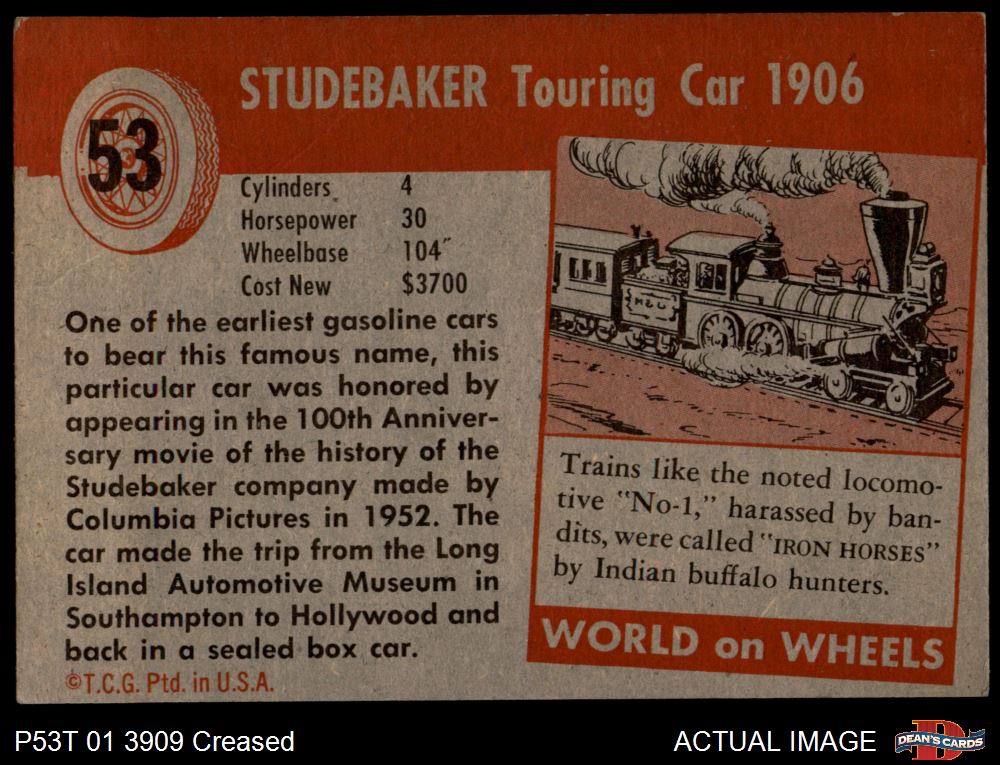 STUDEBAKER Touring Car 1906
53
Cylinders 4
Horsepower 30
Wheelbase 104"
Cost New $3700
One of the earliest gasoline cars
to bear this famous name, this
particular car was honored by
appearing in the 100th Anniver-
sary movie of the history of the
Studebaker company made by
Columbia Pictures in 1952. The
car made the trip from the Long
Island Automotive Museum in
Southampton to Hollywood and
back in a sealed box car.
©T.C.G. Ptd. in U.S.A.
Trains like the noted locomo-
tive "No-1," harassed by ban-
dits, were called "IRON HORSES"
by Indian buffalo hunters.
WORLD on WHEELS
P53T 01 3909 Creased
ACTUAL IMAGE
DEAN'S CARDS